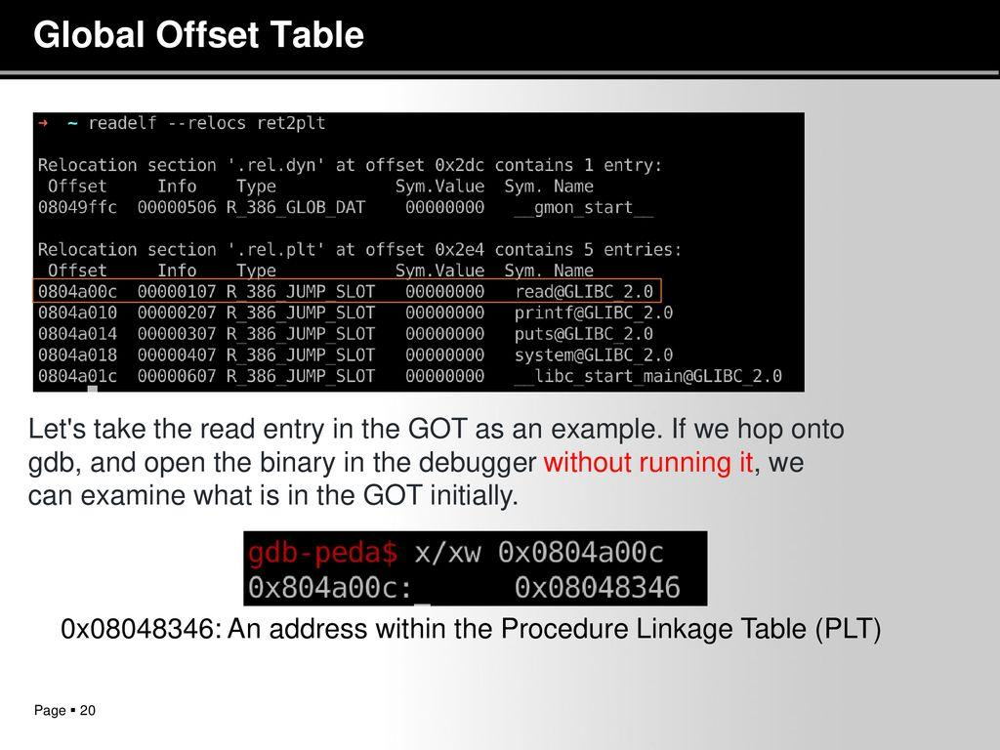 Global Offset Table
→ ~ readelf --relocs ret2plt
Relocation section '.rel.dyn' at offset 0x2dc contains 1 entry:
Offset Info Type Sym.Value Sym. Name
08049ffc 00000506 R_386_GLOB_DAT 00000000 __gmon_start__
Relocation section '.rel.plt' at offset 0x2e4 contains 5 entries:
Offset Info Type Sym.Value Sym. Name
0804a00c 00000107 R_386_JUMP_SLOT 00000000 read@GLIBC_2.0
0804a010 00000207 R_386_JUMP_SLOT 00000000 printf@GLIBC_2.0
0804a014 00000307 R_386_JUMP_SLOT 00000000 puts@GLIBC_2.0
0804a018 00000407 R_386_JUMP_SLOT 00000000 system@GLIBC_2.0
0804a01c 00000607 R_386_JUMP_SLOT 00000000 __libc_start_main@GLIBC_2.0
Let's take the read entry in the GOT as an example. If we hop onto
gdb, and open the binary in the debugger without running it, we
can examine what is in the GOT initially.
gdb-peda$ x/xw 0x0804a00c
0x804a00c: 0x08048346
0x08048346: An address within the Procedure Linkage Table (PLT)
Page ▪ 20